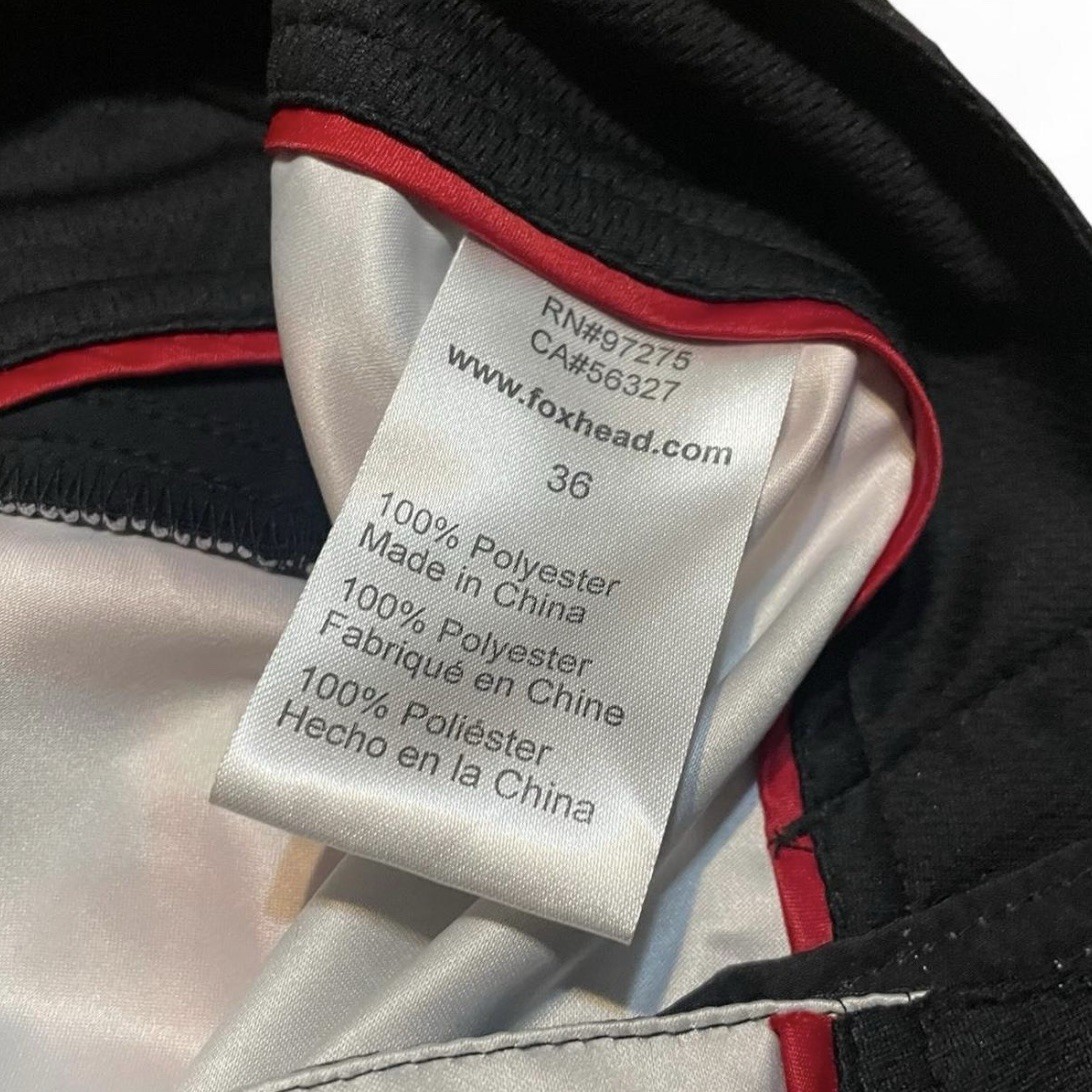 RN#97275
CA#56327
www.foxhead.com
36
100% Polyester
Made in China
100% Polyester
Fabriqué en Chine
100% Poliéster
Hecho en la China